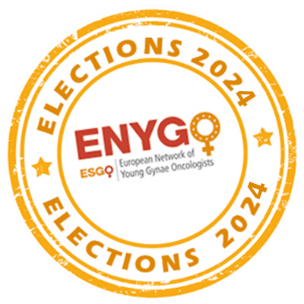 ELECTIONS 2024
ENYGO
ESGO
European Network of
Young Gynae Oncologists
ELECTIONS 2024